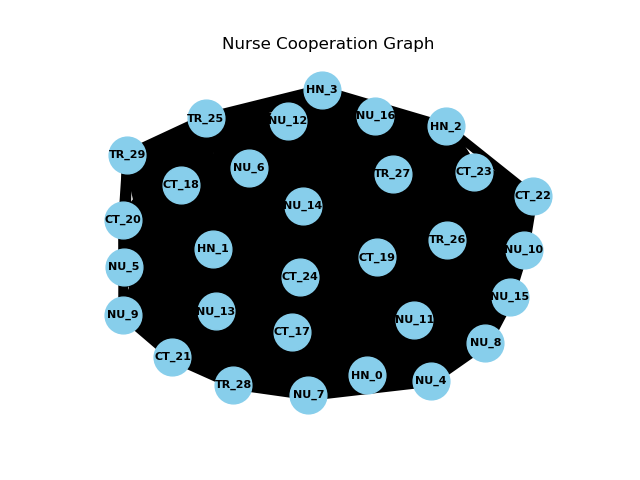 Nurse Cooperation Graph
HN_3
TR_25
NU_12
NU_16
HN_2
TR_29
NU_6
CT_23
TR_27
CT_18
CT_22
NU_14
CT_20
TR_26
HN_1
NU_10
CT_19
NU_5
CT_24
NU_15
NU_13
NU_9
NU_11
CT_17
NU_8
CT_21
HN_0
NU_4
TR_28
NU_7